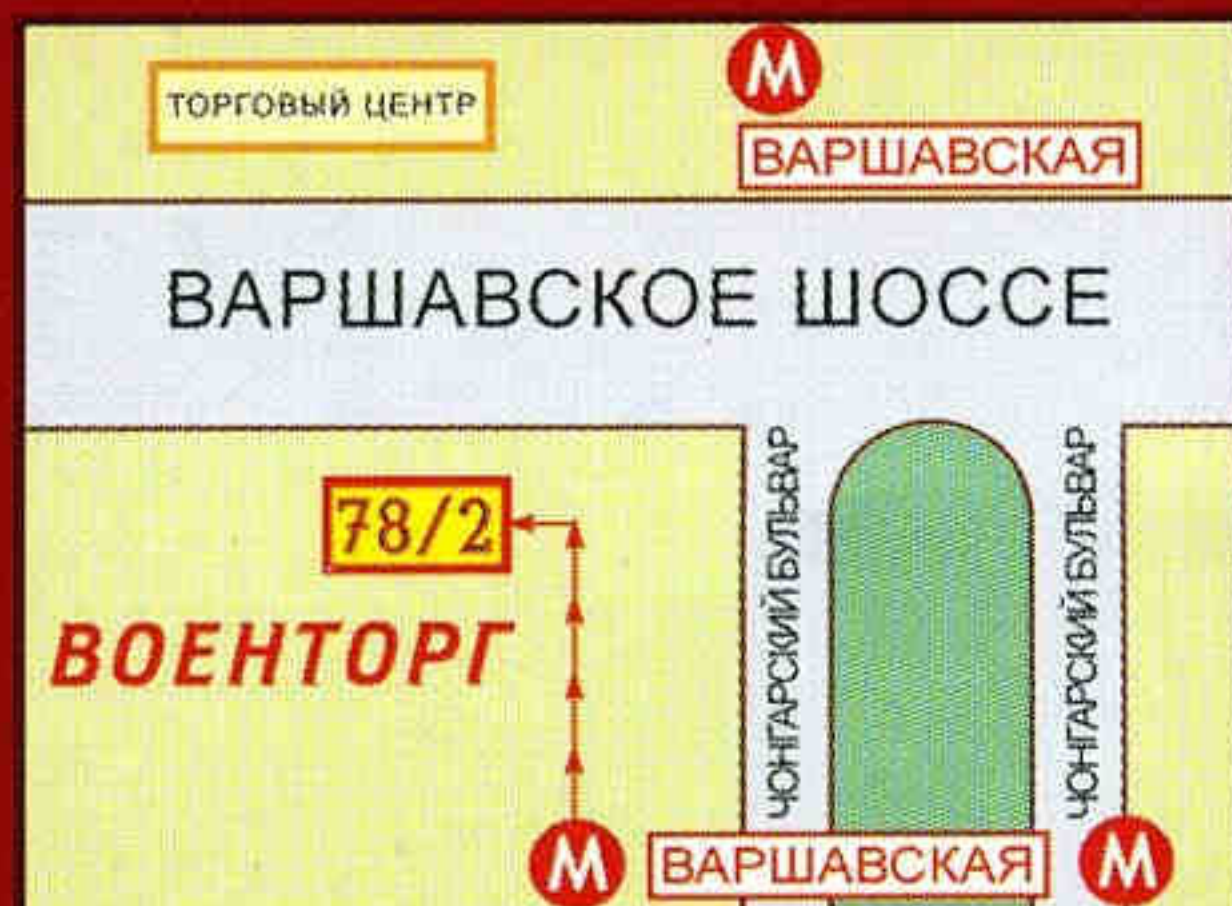 ТОРГОВЫЙ ЦЕНТР
М
ВАРШАВСКАЯ
ВАРШАВСКОЕ ШОССЕ
78/2
ВОЕНТОРГ
ЧОНГАРСКИЙ БУЛЬВАР
ЧОНГАРСКИЙ БУЛЬВАР
М
ВАРШАВСКАЯ
М